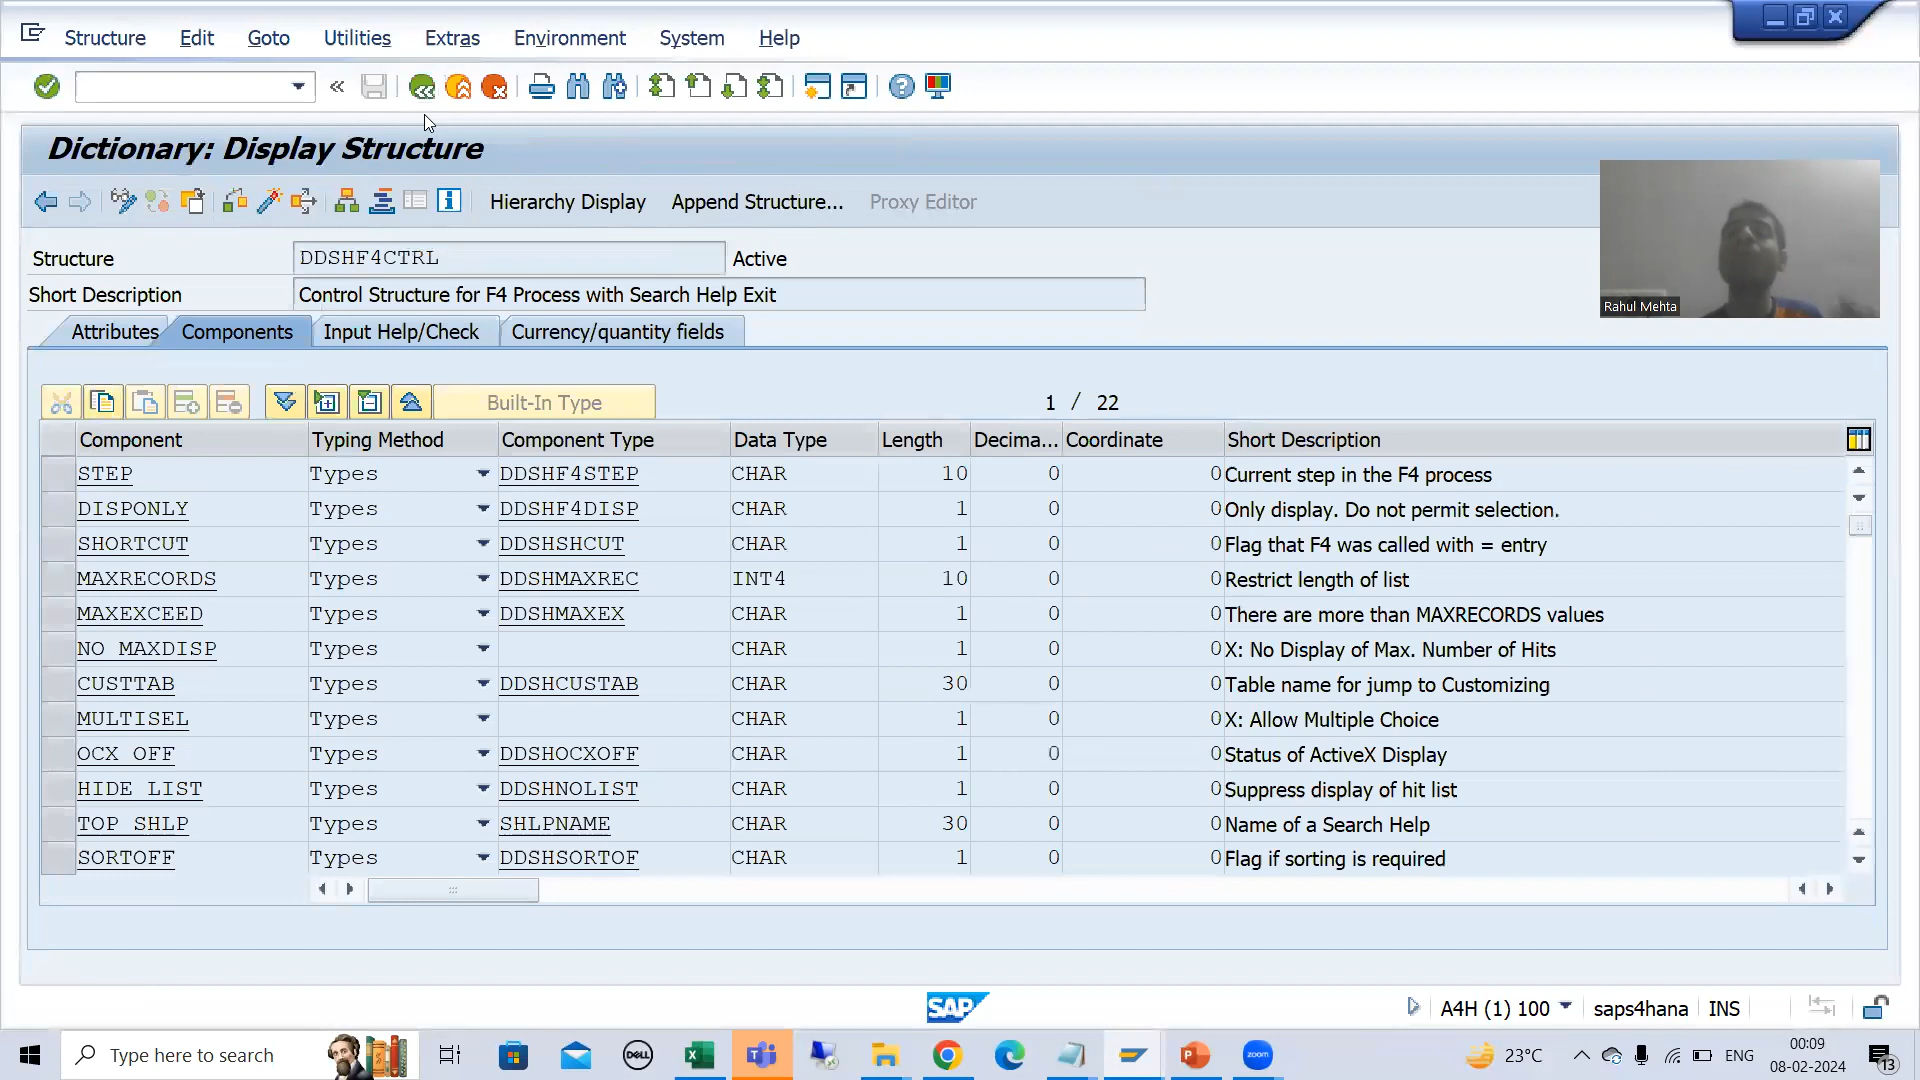 Structure Edit Goto Utilities Extras Environment System Help
Dictionary: Display Structure
Hierarchy Display Append Structure... Proxy Editor
Structure DDSHF4CTRL Active
Short Description Control Structure for F4 Process with Search Help Exit
Rahul Mehta
Attributes Components Input Help/Check Currency/quantity fields
Built-In Type 1 / 22
Component Typing Method Component Type Data Type Length Decima... Coordinate Short Description
STEP Types DDSHF4STEP CHAR 10 0 0 Current step in the F4 process
DISPONLY Types DDSHF4DISP CHAR 1 0 0 Only display. Do not permit selection.
SHORTCUT Types DDSHSHCUT CHAR 1 0 0 Flag that F4 was called with = entry
MAXRECORDS Types DDSHMAXREC INT4 10 0 0 Restrict length of list
MAXEXCEED Types DDSHMAXEX CHAR 1 0 0 There are more than MAXRECORDS values
NO_MAXDISP Types CHAR 1 0 0 X: No Display of Max. Number of Hits
CUSTTAB Types DDSHCUSTAB CHAR 30 0 0 Table name for jump to Customizing
MULTISEL Types CHAR 1 0 0 X: Allow Multiple Choice
OCX_OFF Types DDSHOCXOFF CHAR 1 0 0 Status of ActiveX Display
HIDE_LIST Types DDSHNOLIST CHAR 1 0 0 Suppress display of hit list
TOP_SHLP Types SHLPNAME CHAR 30 0 0 Name of a Search Help
SORTOFF Types DDSHSORTOF CHAR 1 0 0 Flag if sorting is required
SAP A4H (1) 100 saps4hana INS
Type here to search DELL zoom 23°C ENG 00:09
08-02-2024 13